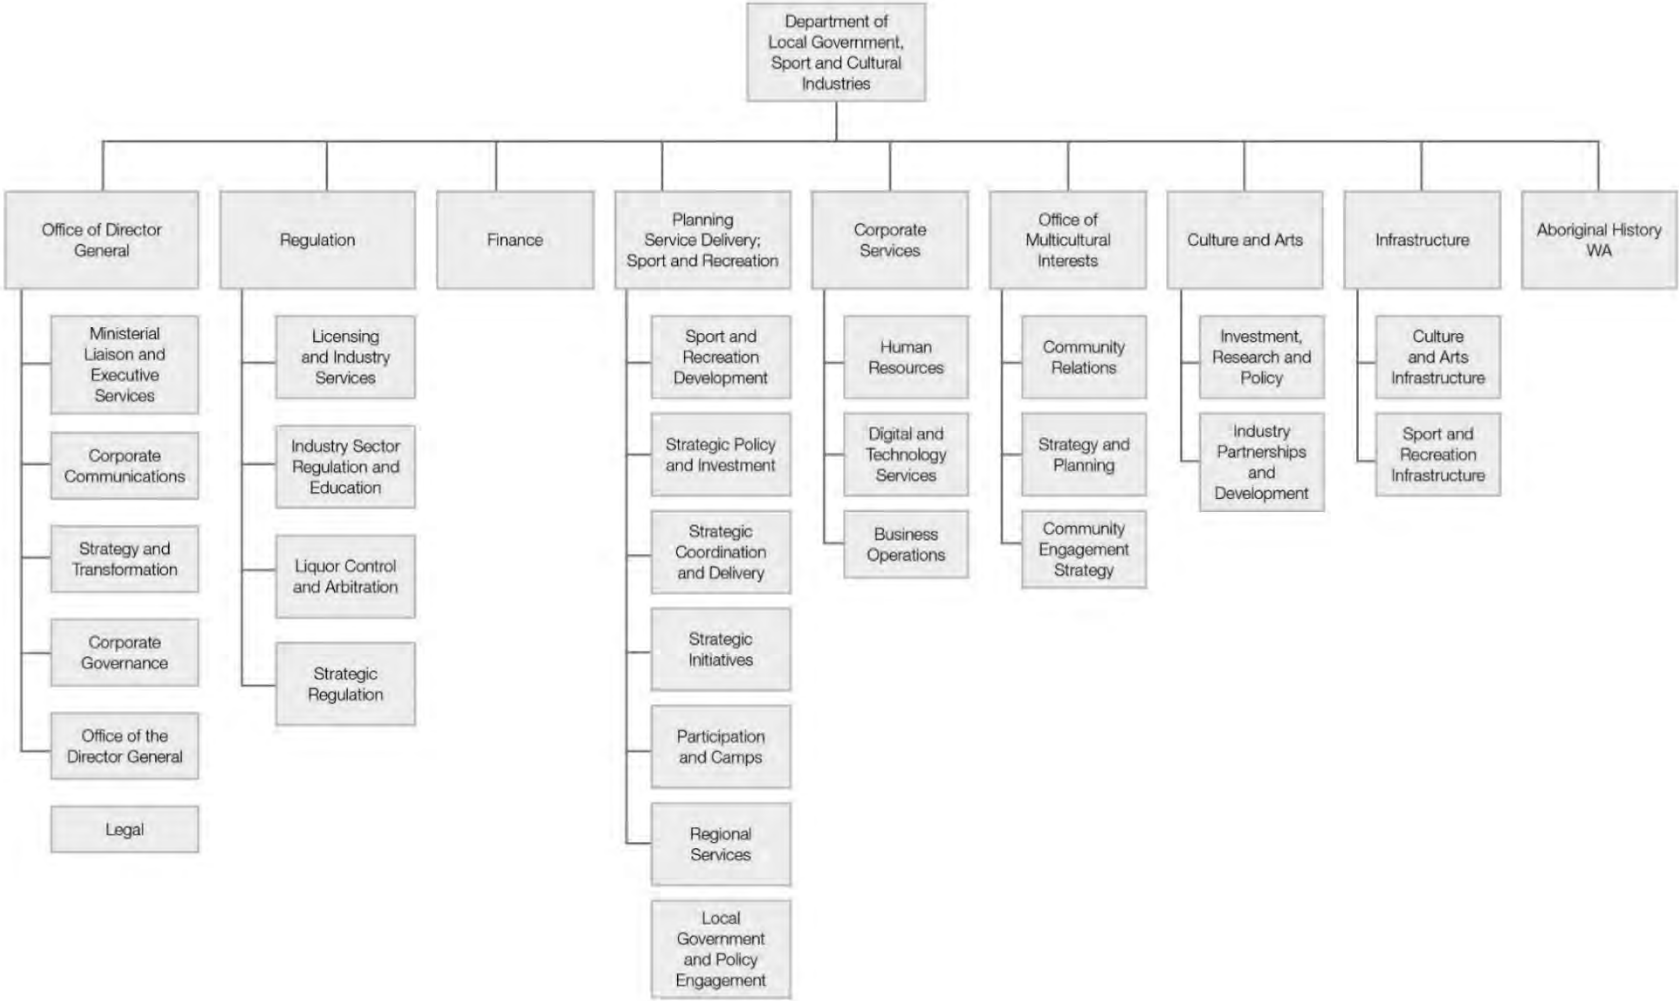 Department of
Local Government,
Sport and Cultural
Industries
Office of Director
General
Regulation
Finance
Planning
Service Delivery;
Sport and Recreation
Corporate
Services
Office of
Multicultural
Interests
Culture and Arts
Infrastructure
Aboriginal History
WA
Ministerial
Liaison and
Executive
Services
Corporate
Communications
Strategy and
Transformation
Corporate
Governance
Office of the
Director General
Legal
Licensing
and Industry
Services
Industry Sector
Regulation and
Education
Liquor Control
and Arbitration
Strategic
Regulation
Sport and
Recreation
Development
Strategic Policy
and Investment
Strategic
Coordination
and Delivery
Strategic
Initiatives
Participation
and Camps
Regional
Services
Local
Government
and Policy
Engagement
Human
Resources
Digital and
Technology
Services
Business
Operations
Community
Relations
Strategy and
Planning
Community
Engagement
Strategy
Investment,
Research and
Policy
Industry
Partnerships
and
Development
Culture
and Arts
Infrastructure
Sport and
Recreation
Infrastructure